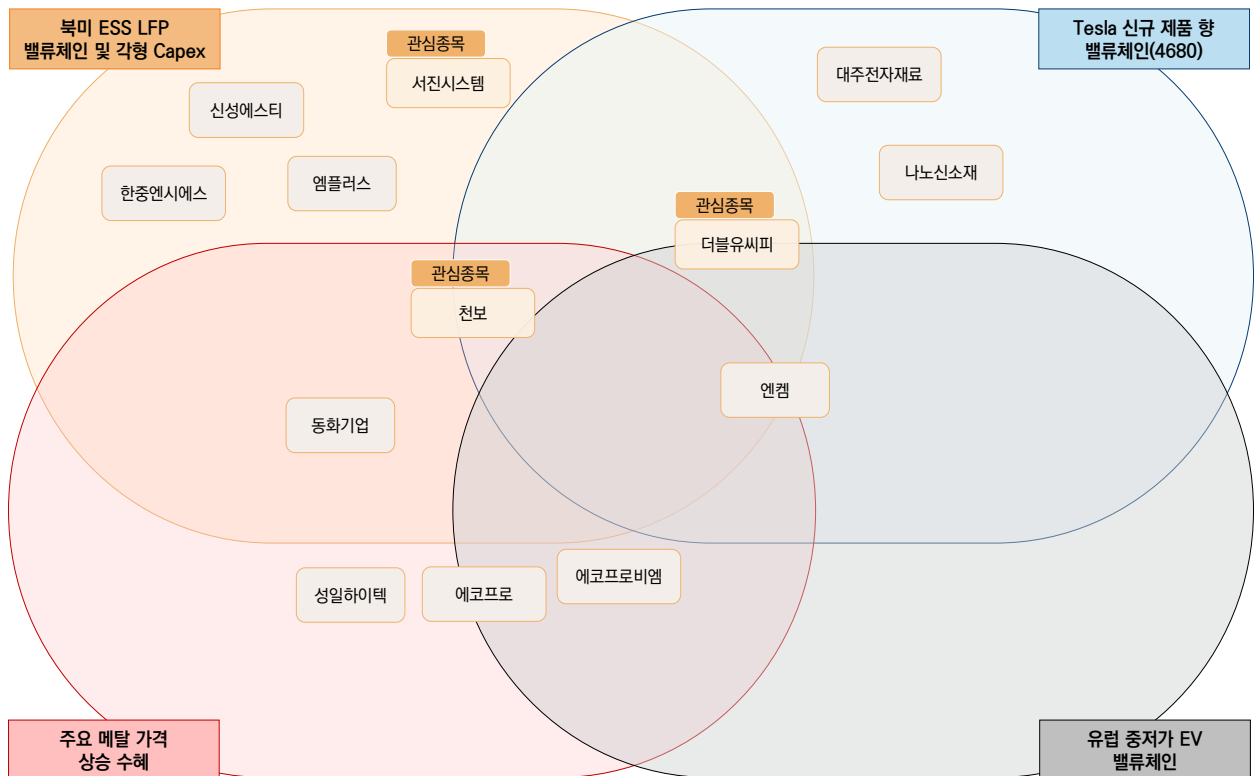 북미 ESS LFP
밸류체인 및 각형 Capex
Tesla 신규 제품 향
밸류체인(4680)
관심종목
서진시스템
대주전자재료
신성에스티
한중엔시에스
엠플러스
나노신소재
관심종목
더블유씨피
관심종목
천보
엔켐
동화기업
성일하이텍
에코프로
에코프로비엠
주요 메탈 가격
상승 수혜
유럽 중저가 EV
밸류체인